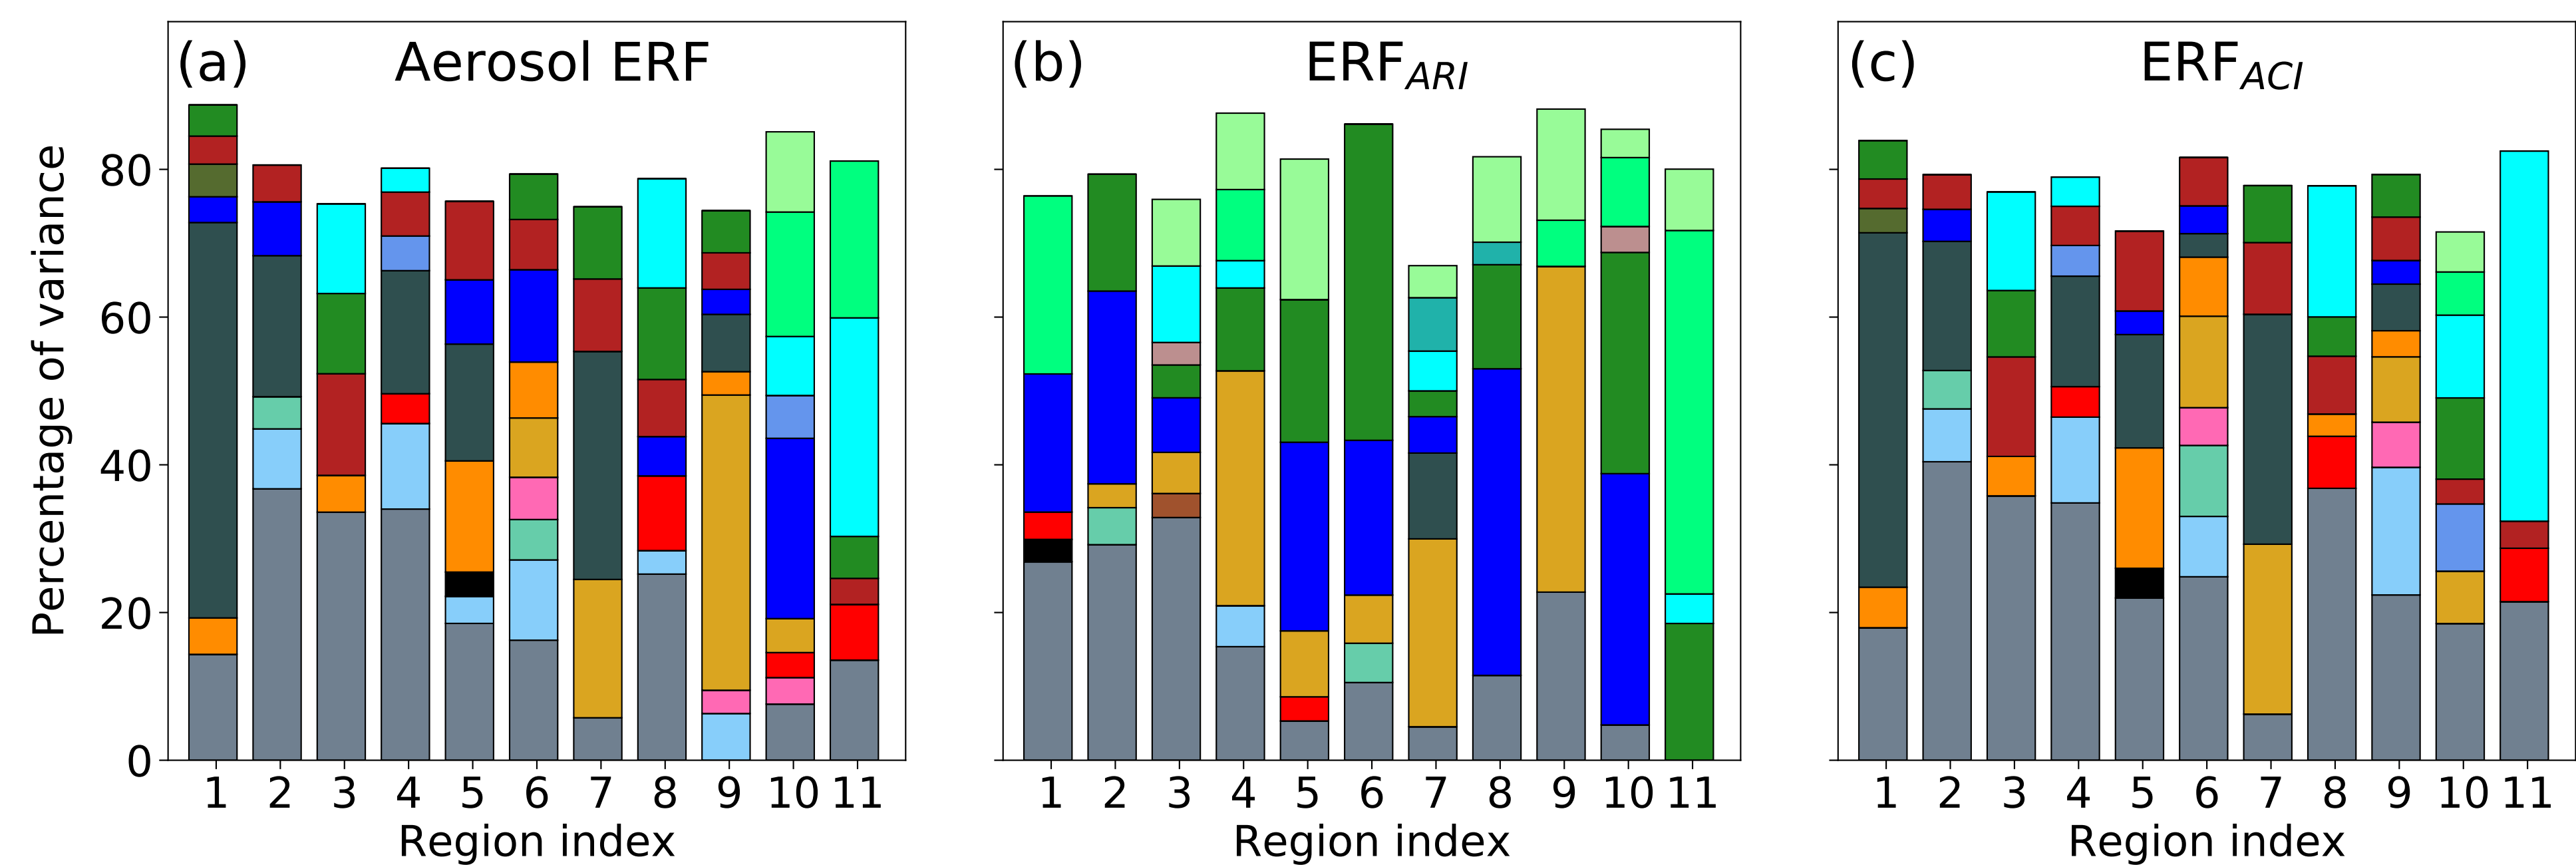 (a) Aerosol ERF
(b) ERF_ARI
(c) ERF_ACI
Percentage of variance
80
60
40
20
0
1 2 3 4 5 6 7 8 9 10 11
1 2 3 4 5 6 7 8 9 10 11
1 2 3 4 5 6 7 8 9 10 11
Region index
Region index
Region index